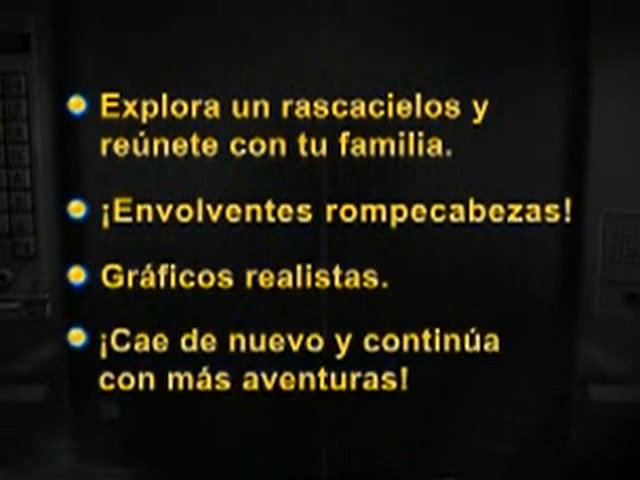 Explora un rascacielos y
reúnete con tu familia.
¡Envolventes rompecabezas!
Gráficos realistas.
¡Cae de nuevo y continúa
con más aventuras!